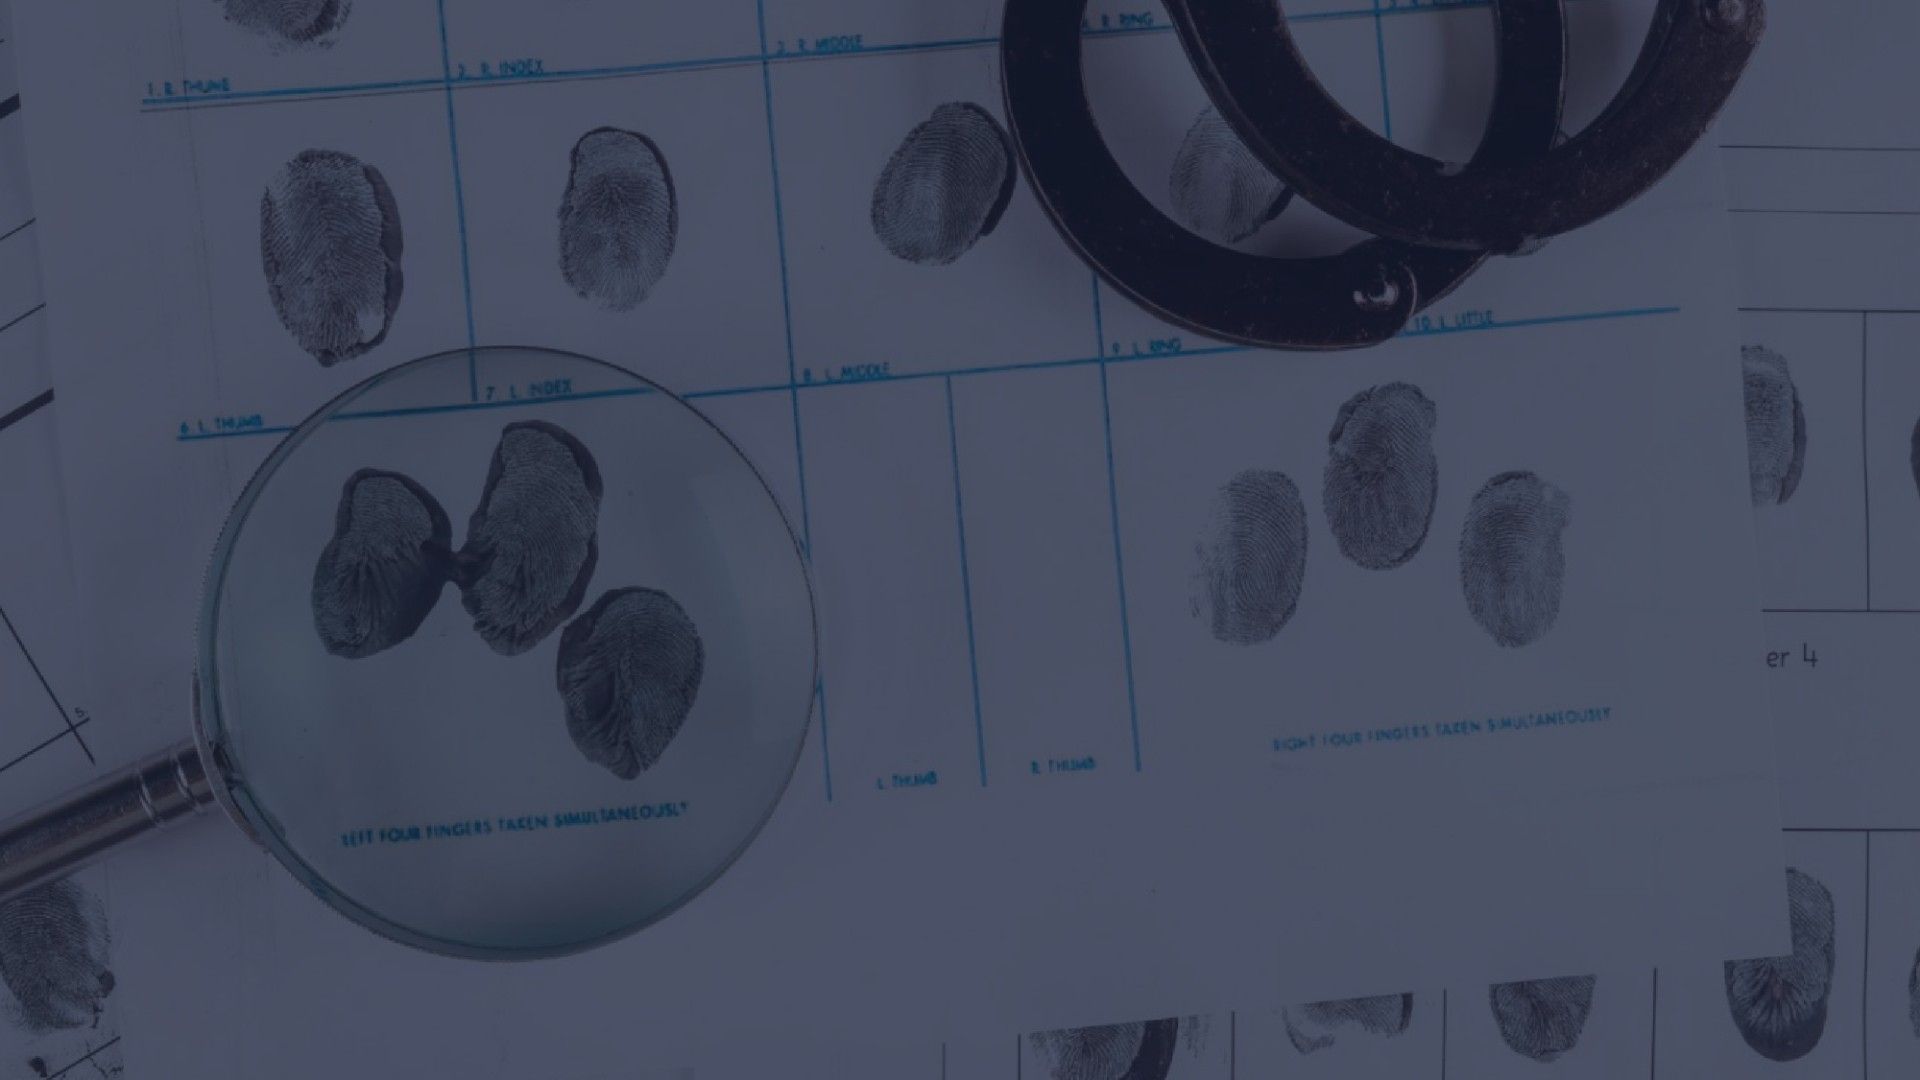 1. R. THUMB
2. R. INDEX
3. R. MIDDLE
4. R. RING
6. L. THUMB
7. L. INDEX
8. L. MIDDLE
9. L. RING
10. L. LITTLE
LEFT FOUR FINGERS TAKEN SIMULTANEOUSLY
L. THUMB
R. THUMB
RIGHT FOUR FINGERS TAKEN SIMULTANEOUSLY
er 4
5.